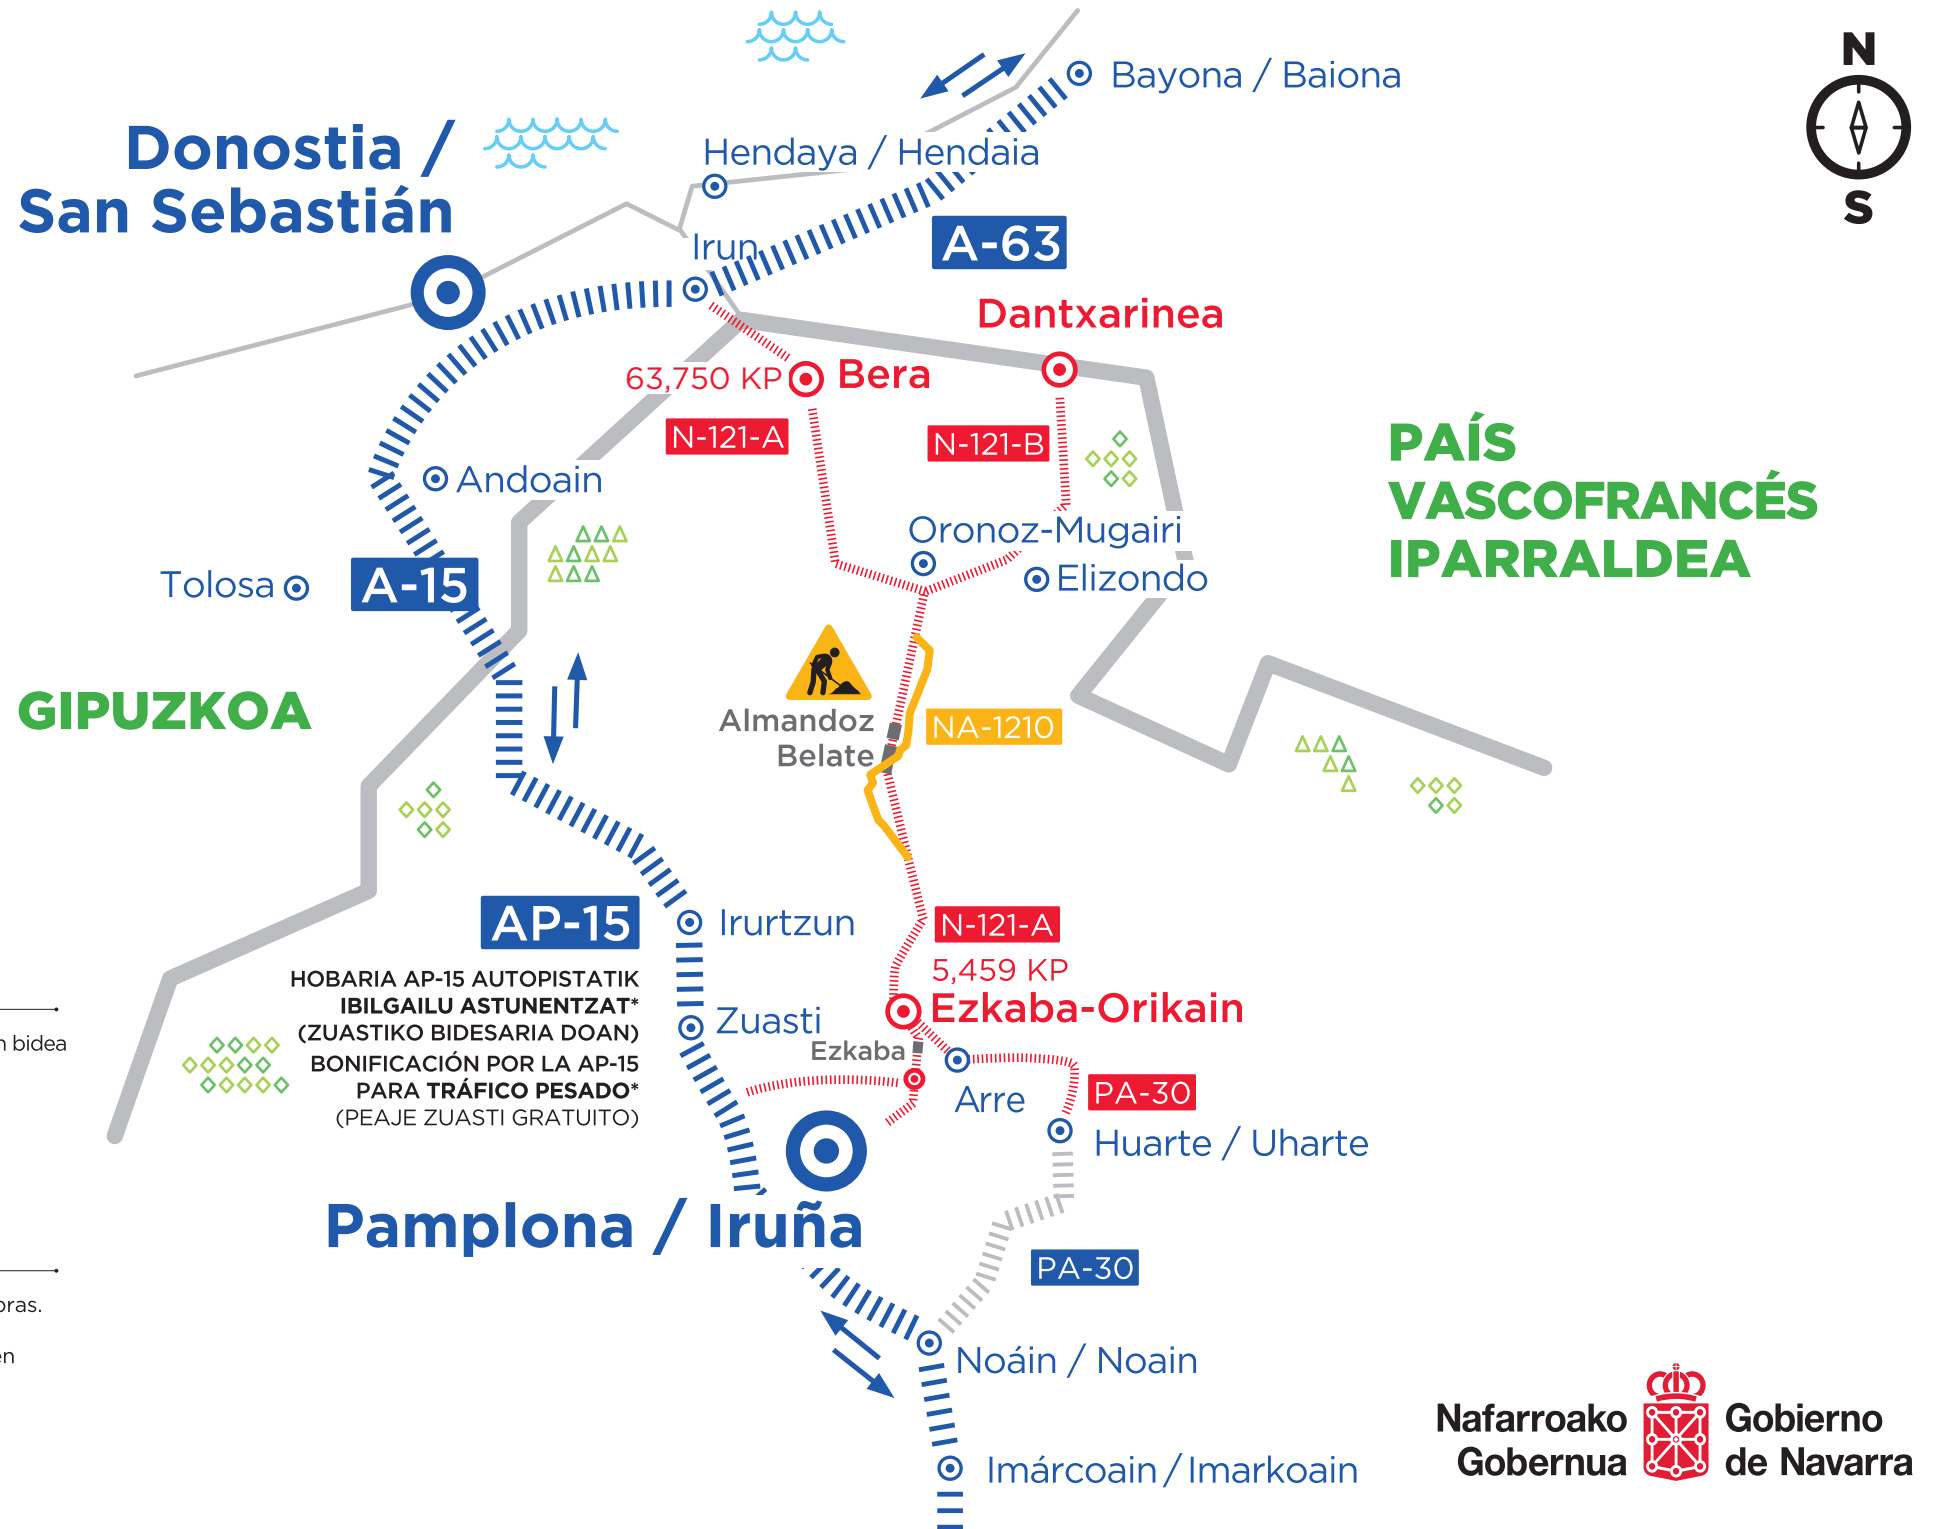 N
Bayona / Baiona
Donostia /
San Sebastián
Hendaya / Hendaia
S
Irun
A-63
Dantxarinea
63,750 KP
Bera
N-121-A
N-121-B
PAÍS
VASCOFRANCÉS
IPARRALDEA
Andoain
Oronoz-Mugairi
Tolosa
A-15
Elizondo
GIPUZKOA
Almandoz
Belate
NA-1210
AP-15
Irurtzun
N-121-A
5,459 KP
HOBARIA AP-15 AUTOPISTATIK
IBILGAILU ASTUNENTZAT*
(ZUASTIKO BIDESARIA DOAN)
BONIFICACIÓN POR LA AP-15
PARA TRÁFICO PESADO*
(PEAJE ZUASTI GRATUITO)
Zuasti
Ezkaba-Orikain
n bidea
Ezkaba
Arre
PA-30
Huarte / Uharte
Pamplona / Iruña
PA-30
oras.
en
Noáin / Noain
Imárcoain / Imarkoain
Nafarroako
Gobernua
Gobierno
de Navarra